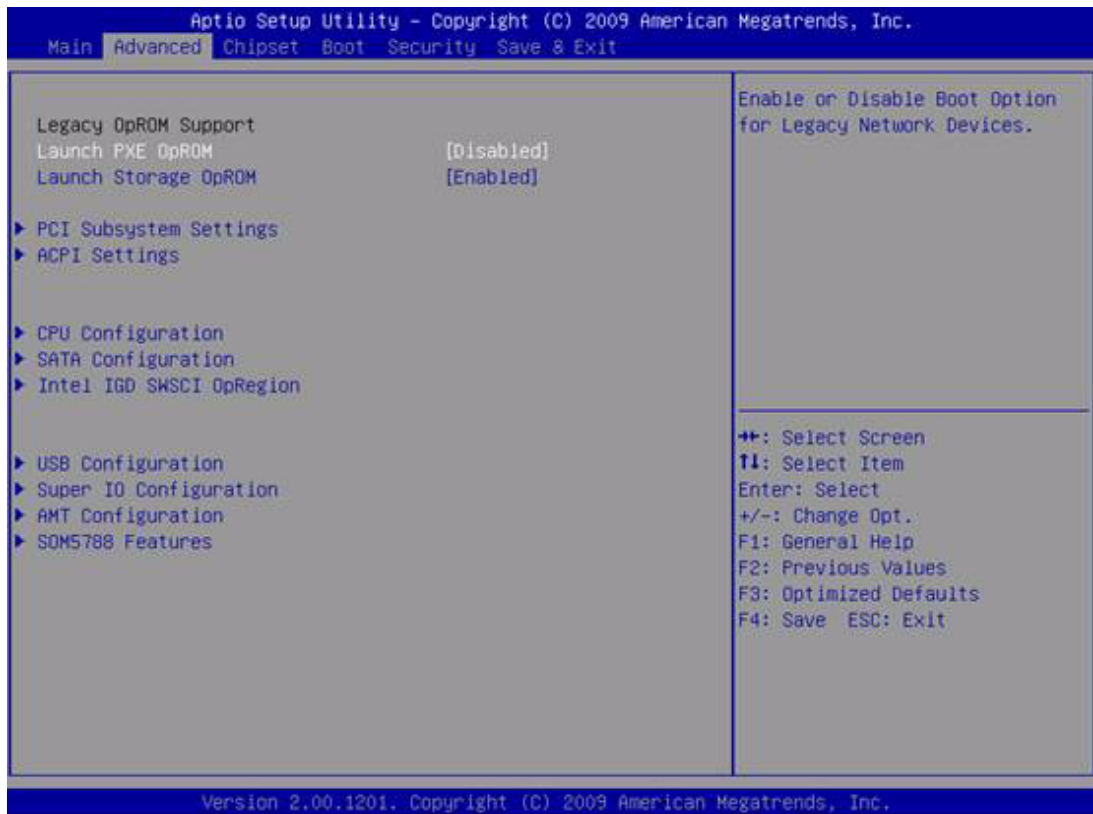 Aptio Setup Utility – Copyright (C) 2009 American Megatrends, Inc.
Main Advanced Chipset Boot Security Save & Exit
Legacy OpROM Support
Launch PXE OpROM [Disabled]
Launch Storage OpROM [Enabled]
▶ PCI Subsystem Settings
▶ ACPI Settings
▶ CPU Configuration
▶ SATA Configuration
▶ Intel IGD SWSCI OpRegion
▶ USB Configuration
▶ Super IO Configuration
▶ AMT Configuration
▶ SOM5788 Features
Enable or Disable Boot Option
for Legacy Network Devices.
→←: Select Screen
↑↓: Select Item
Enter: Select
+/-: Change Opt.
F1: General Help
F2: Previous Values
F3: Optimized Defaults
F4: Save ESC: Exit
Version 2.00.1201. Copyright (C) 2009 American Megatrends, Inc.